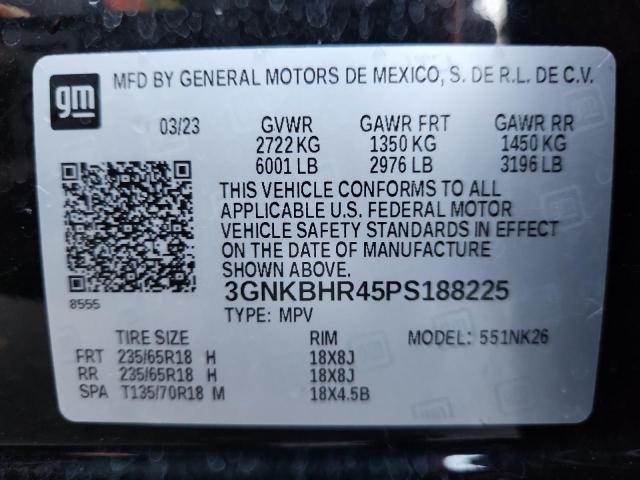 gm MFD BY GENERAL MOTORS DE MEXICO, S. DE R.L. DE C.V.
03/23 GVWR GAWR FRT GAWR RR
2722 KG 1350 KG 1450 KG
6001 LB 2976 LB 3196 LB
THIS VEHICLE CONFORMS TO ALL
APPLICABLE U.S. FEDERAL MOTOR
VEHICLE SAFETY STANDARDS IN EFFECT
ON THE DATE OF MANUFACTURE
SHOWN ABOVE.
8555
3GNKBHR45PS188225
TYPE: MPV
TIRE SIZE RIM MODEL: 551NK26
FRT 235/65R18 H 18X8J
RR 235/65R18 H 18X8J
SPA T135/70R18 M 18X4.5B